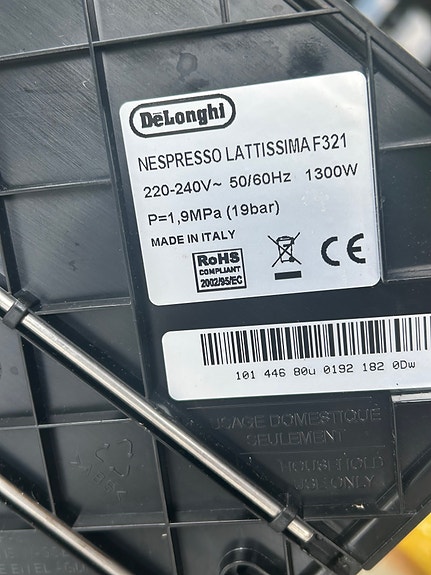 DeLonghi
NESPRESSO LATTISSIMA F321
220-240V~ 50/60Hz 1300W
P=1,9MPa (19bar)
MADE IN ITALY
RoHS
COMPLIANT
2002/95/EC
CE
101 446 80u 0192 182 0Dw
USAGE DOMESTIQUE
SEULEMENT
HOUSEHOLD
USE ONLY